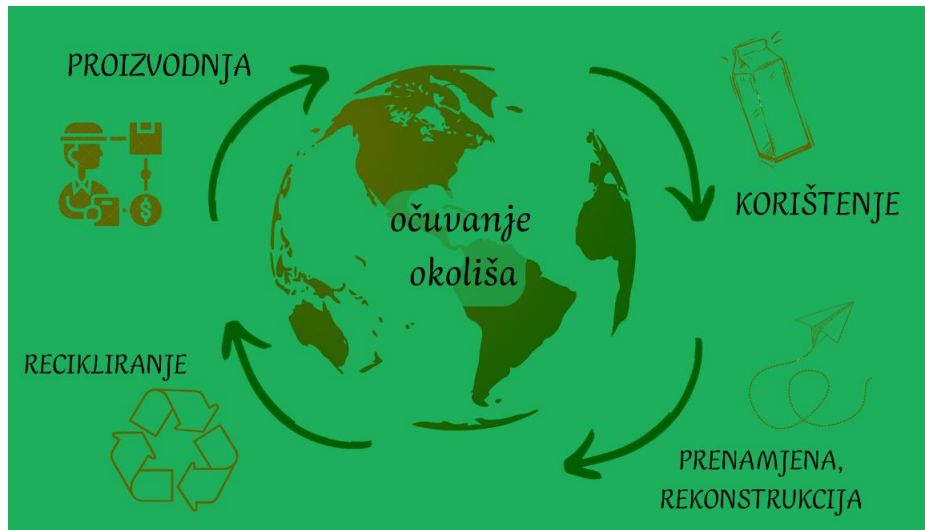 PROIZVODNJA
KORIŠTENJE
očuvanje
okoliša
RECIKLIRANJE
PRENAMJENA,
REKONSTRUKCIJA
$